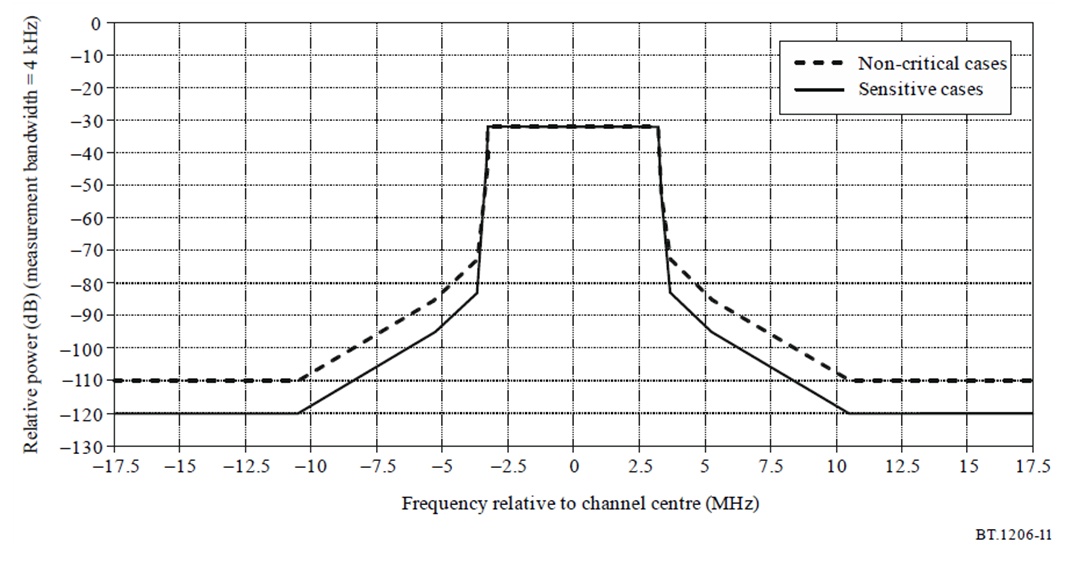 Relative power (dB) (measurement bandwidth = 4 kHz)
0
−10
−20
−30
−40
−50
−60
−70
−80
−90
−100
−110
−120
−130
Non-critical cases
Sensitive cases
−17.5 −15 −12.5 −10 −7.5 −5 −2.5 0 2.5 5 7.5 10 12.5 15 17.5
Frequency relative to channel centre (MHz)
BT.1206-11